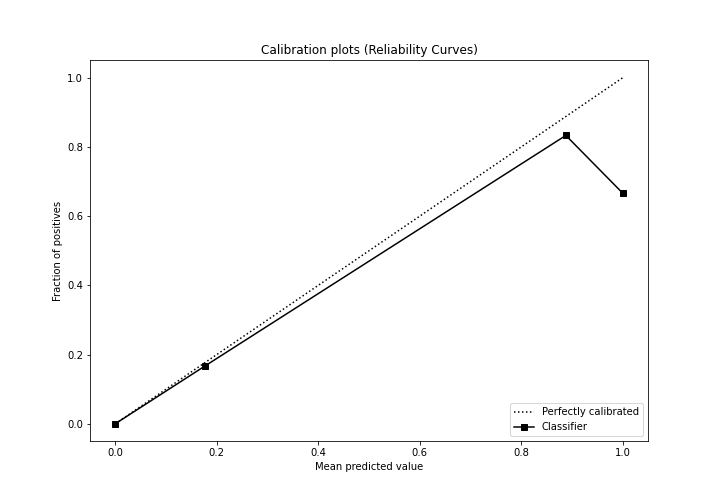 Calibration plots (Reliability Curves)
1.0
0.8
0.6
0.4
0.2
0.0
Fraction of positives
0.0 0.2 0.4 0.6 0.8 1.0
Mean predicted value
Perfectly calibrated
Classifier